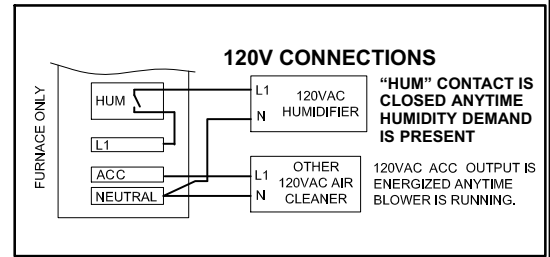 120V CONNECTIONS
FURNACE ONLY
HUM
L1
ACC
NEUTRAL
L1
N
120VAC
HUMIDIFIER
"HUM" CONTACT IS
CLOSED ANYTIME
HUMIDITY DEMAND
IS PRESENT
L1
N
OTHER
120VAC AIR
CLEANER
120VAC ACC OUTPUT IS
ENERGIZED ANYTIME
BLOWER IS RUNNING.